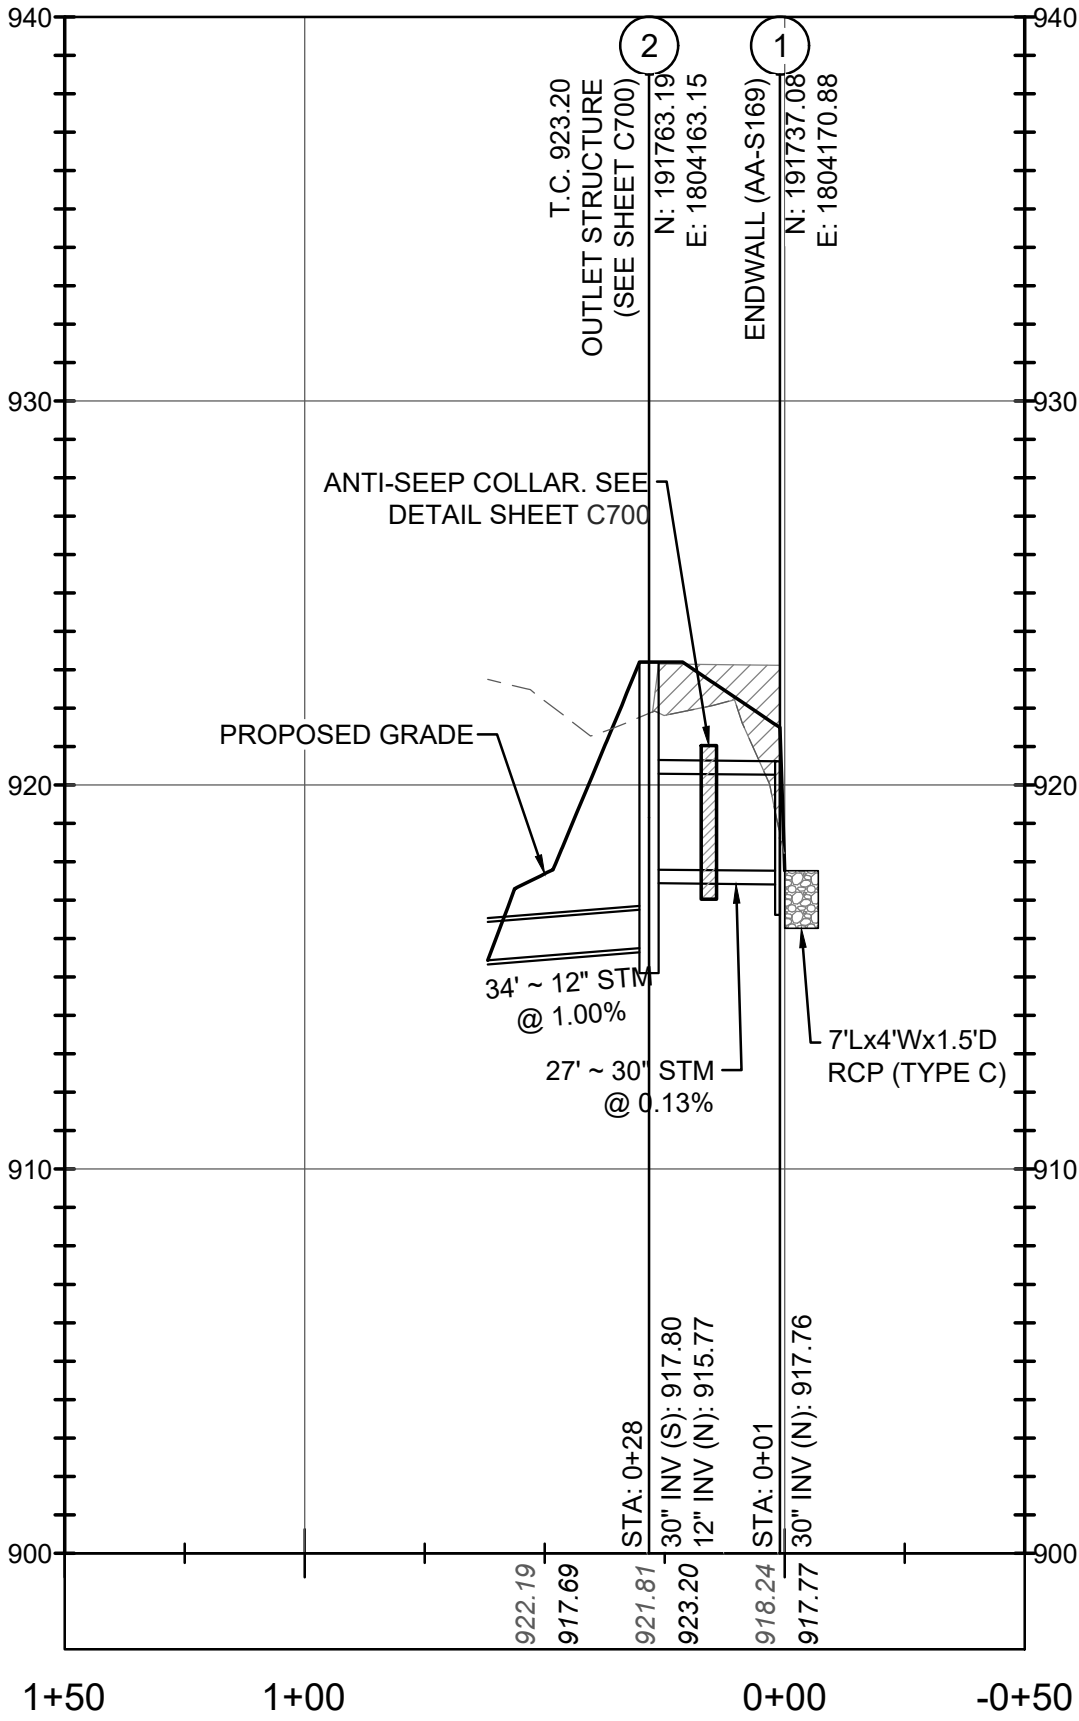 940
940
2
1
T.C. 923.20
OUTLET STRUCTURE
(SEE SHEET C700)
N: 191763.19
E: 1804163.15
ENDWALL (AA-S169)
N: 191737.08
E: 1804170.88
930
930
ANTI-SEEP COLLAR. SEE
DETAIL SHEET C700
PROPOSED GRADE
920
920
34' ~ 12" STM
@ 1.00%
27' ~ 30" STM
@ 0.13%
7'Lx4'Wx1.5'D
RCP (TYPE C)
910
910
STA: 0+28
30" INV (S): 917.80
12" INV (N): 915.77
STA: 0+01
30" INV (N): 917.76
900
900
922.19
917.69
921.81
923.20
918.24
917.77
1+50
1+00
0+00
-0+50